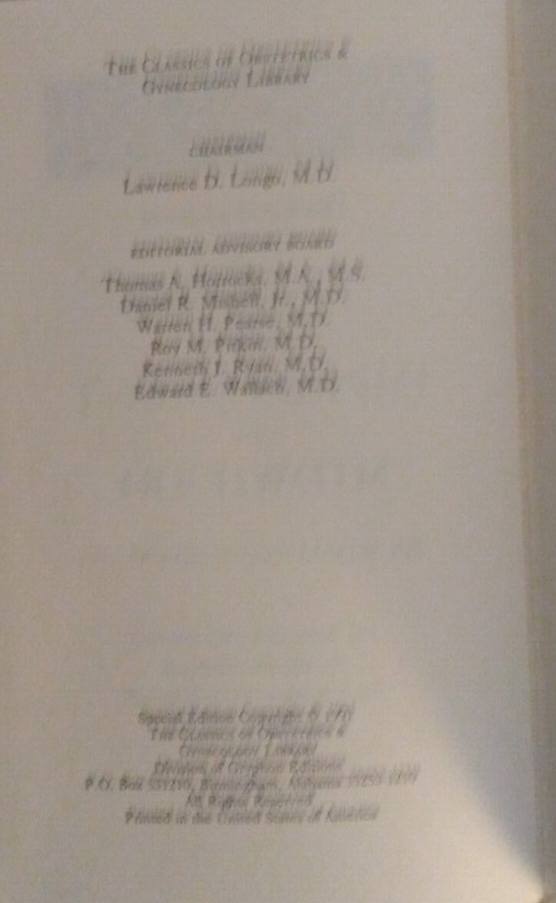 THE CLASSICS OF OBSTETRICS &
GYNECOLOGY LIBRARY
CHAIRMAN
Lawrence D. Longo, M.D.
EDITORIAL ADVISORY BOARD
Thomas A. Horrocks, M.A., M.S.
Daniel R. Mishell, Jr., M.D.
Warren H. Pearse, M.D.
Roy M. Pitkin, M.D.
Kenneth J. Ryan, M.D.
Edward E. Wallach, M.D.
Special Edition Copyright ©
THE CLASSICS OF OBSTETRICS &
GYNECOLOGY LIBRARY
Division of Gryphon Editions
P.O. Box Birmingham, Alabama
All Rights Reserved
Printed in the United States of America